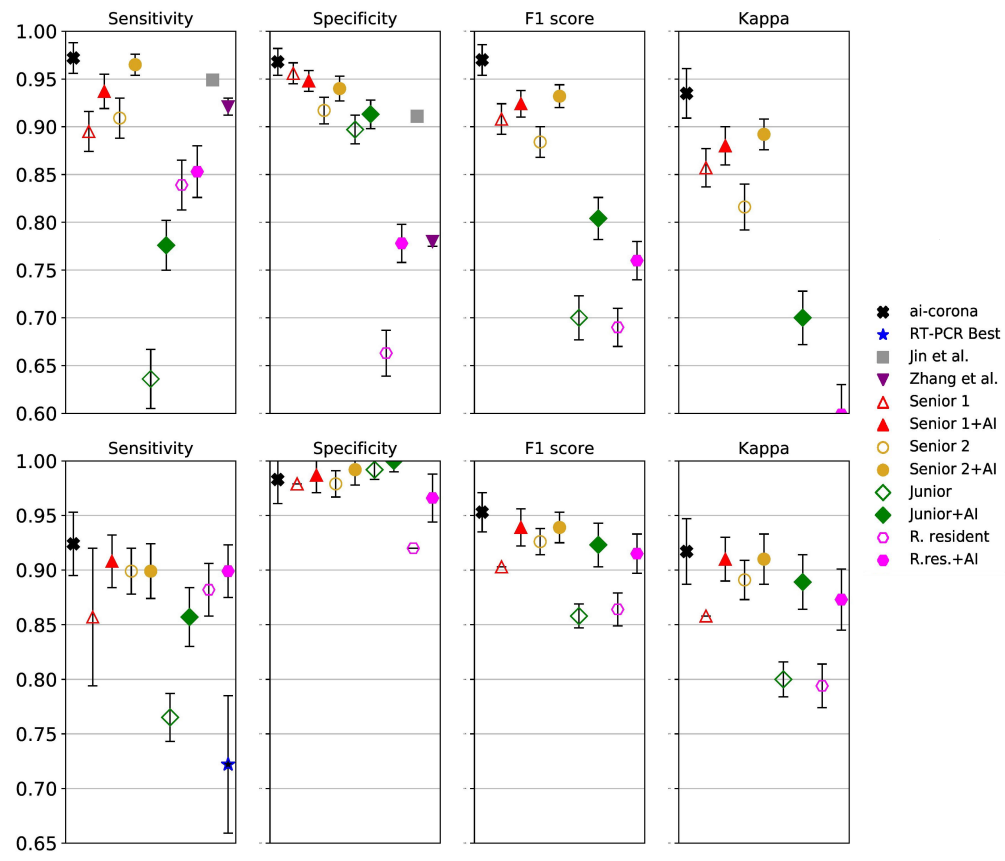 Sensitivity Specificity F1 score Kappa
1.00
0.95
0.90
0.85
0.80
0.75
0.70
0.65
0.60
ai-corona
RT-PCR Best
Jin et al.
Zhang et al.
Senior 1
Senior 1+AI
Senior 2
Senior 2+AI
Junior
Junior+AI
R. resident
R.res.+AI
Sensitivity Specificity F1 score Kappa
1.00
0.95
0.90
0.85
0.80
0.75
0.70
0.65